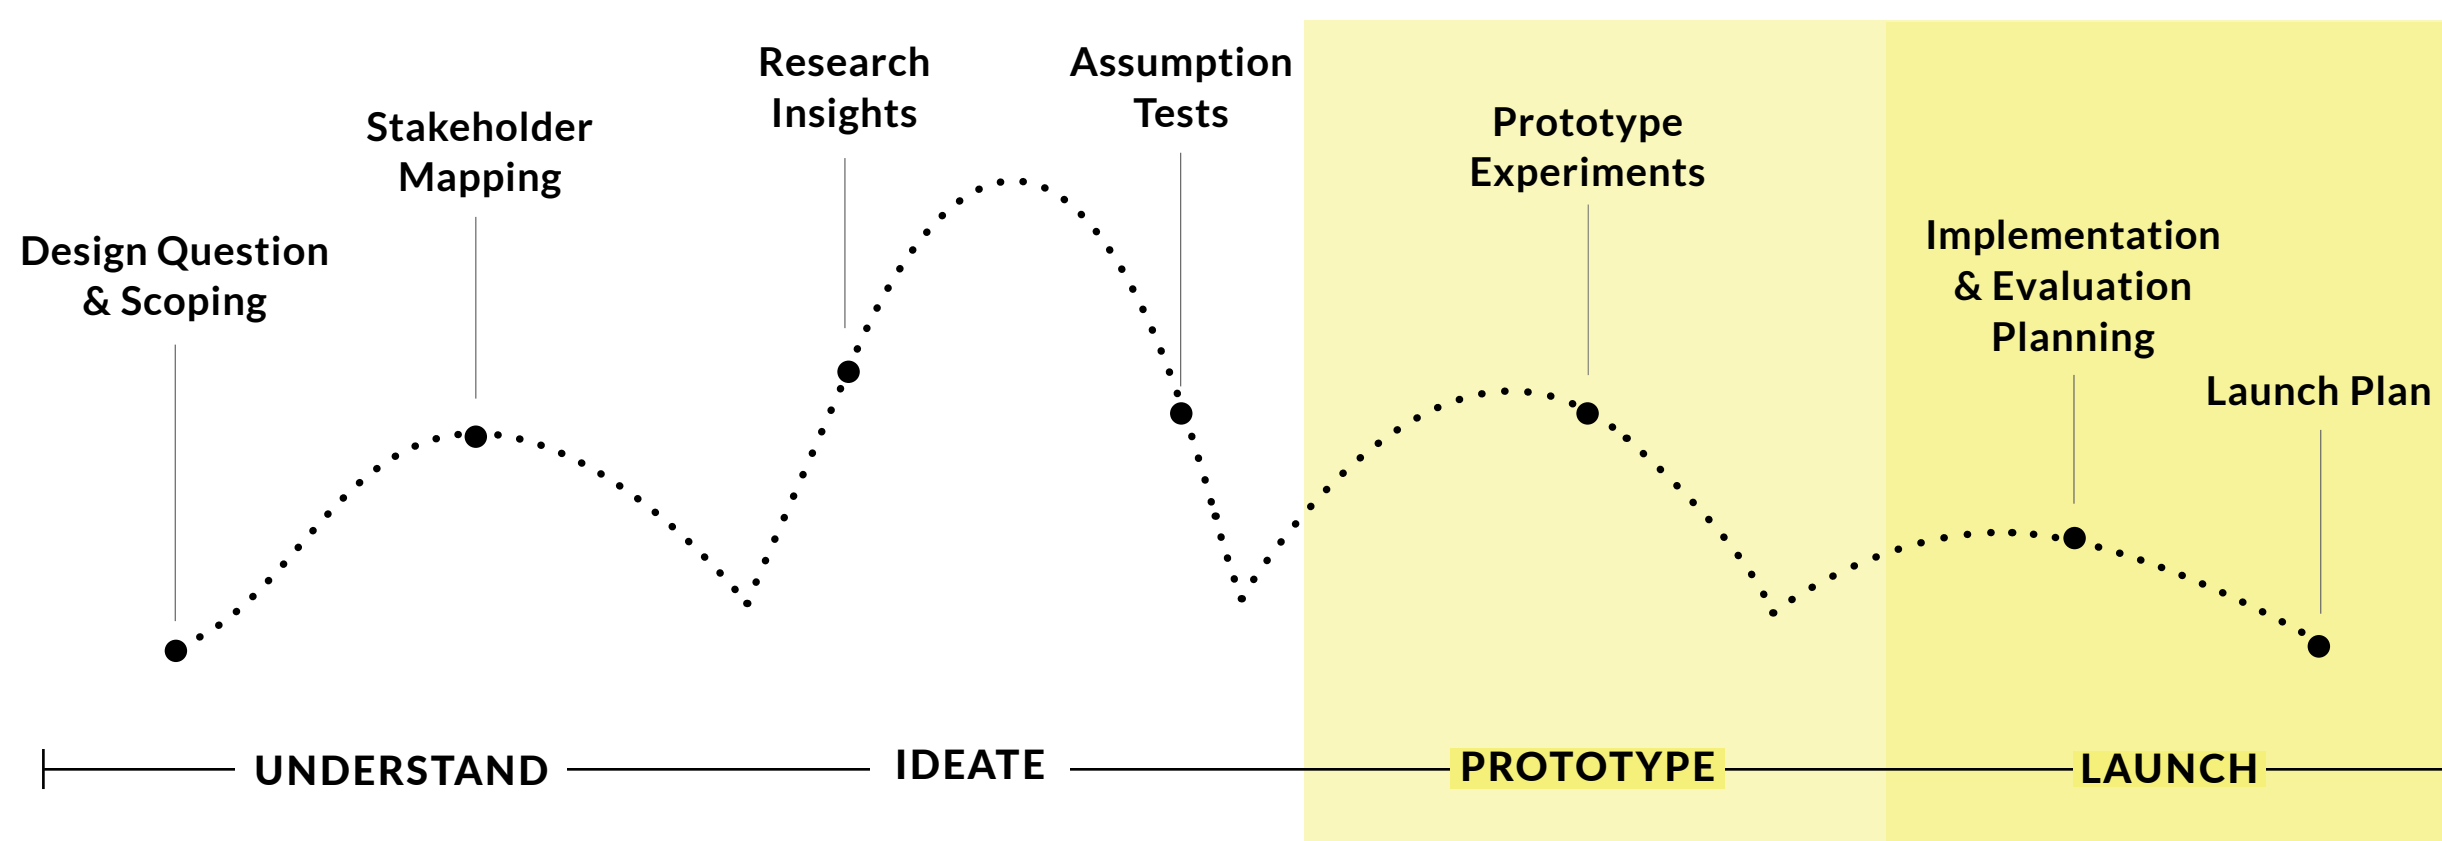 Design Question
& Scoping
Stakeholder
Mapping
Research
Insights
Assumption
Tests
Prototype
Experiments
Implementation
& Evaluation
Planning
Launch Plan
UNDERSTAND
IDEATE
PROTOTYPE
LAUNCH